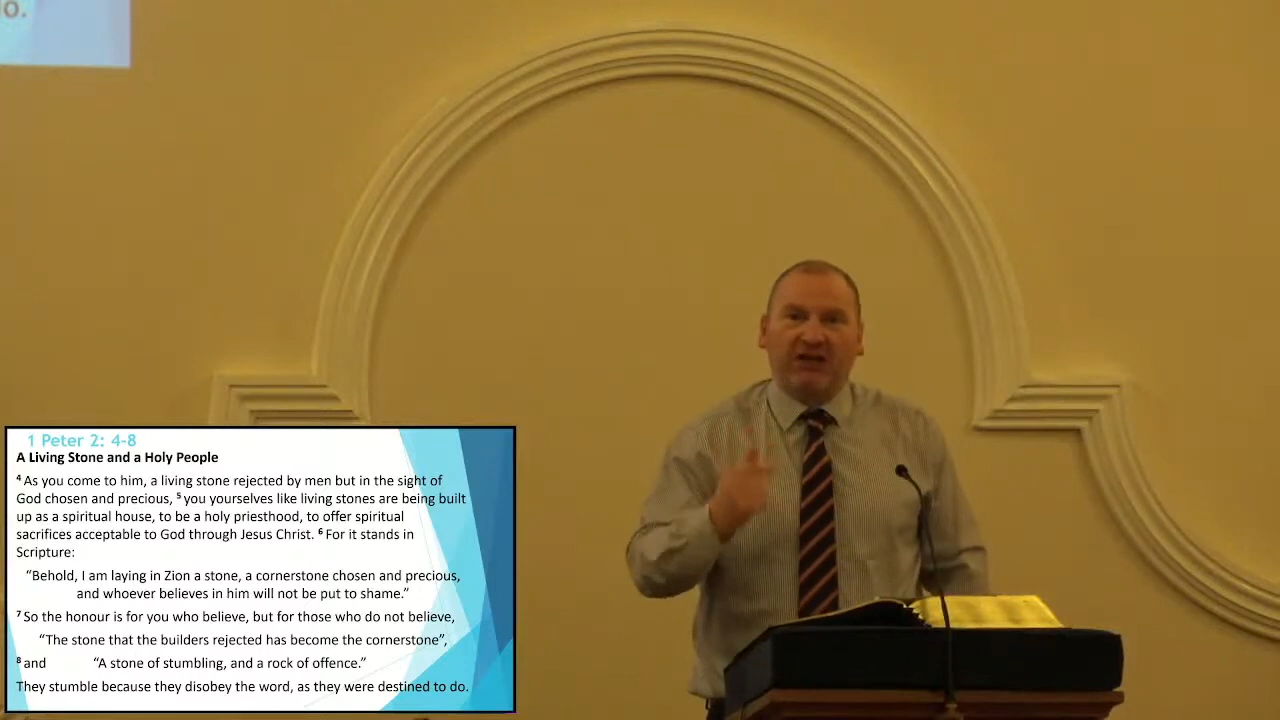 do.
1 Peter 2: 4-8
A Living Stone and a Holy People
4 As you come to him, a living stone rejected by men but in the sight of
God chosen and precious, 5 you yourselves like living stones are being built
up as a spiritual house, to be a holy priesthood, to offer spiritual
sacrifices acceptable to God through Jesus Christ. 6 For it stands in
Scripture:
“Behold, I am laying in Zion a stone, a cornerstone chosen and precious,
and whoever believes in him will not be put to shame.”
7 So the honour is for you who believe, but for those who do not believe,
“The stone that the builders rejected has become the cornerstone”,
8 and “A stone of stumbling, and a rock of offence.”
They stumble because they disobey the word, as they were destined to do.